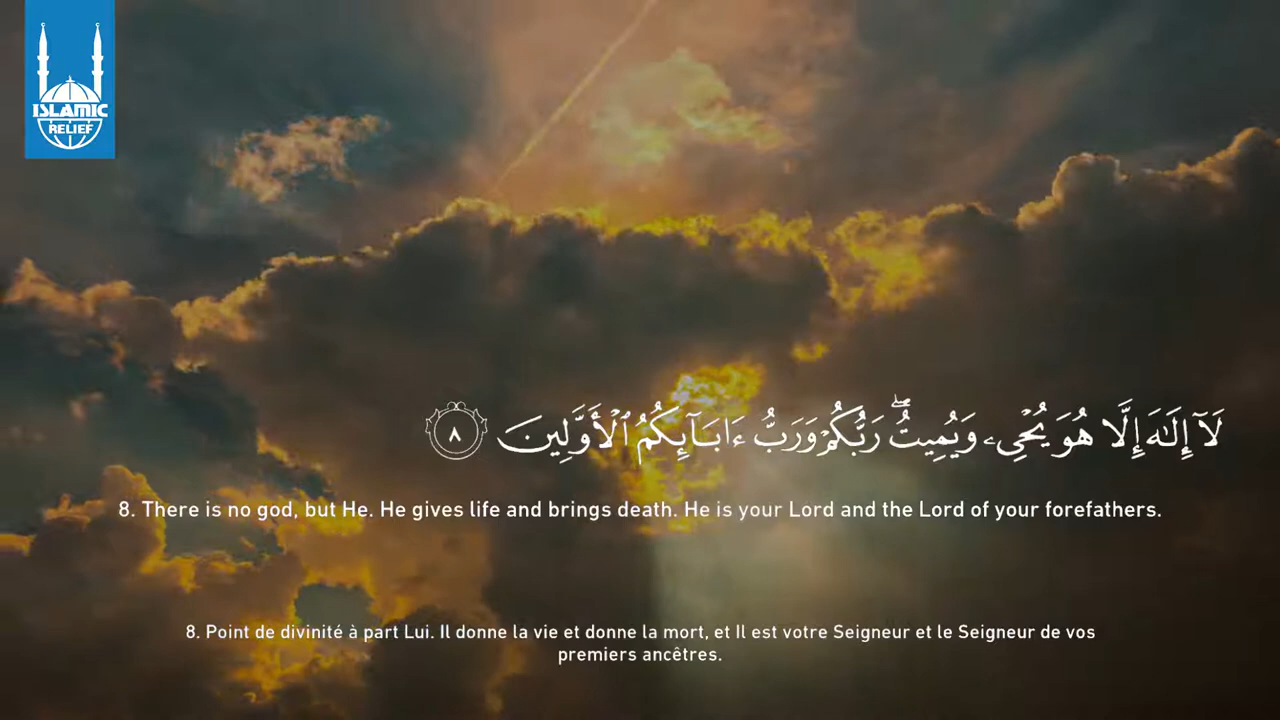 ISLAMIC
RELIEF
لَآ إِلَـٰهَ إِلَّا هُوَ يُحْىِۦ وَيُمِيتُ ۖ رَبُّكُمْ وَرَبُّ ءَابَآئِكُمُ ٱلْأَوَّلِينَ ٨
8. There is no god, but He. He gives life and brings death. He is your Lord and the Lord of your forefathers.
8. Point de divinité à part Lui. Il donne la vie et donne la mort, et Il est votre Seigneur et le Seigneur de vos
premiers ancêtres.